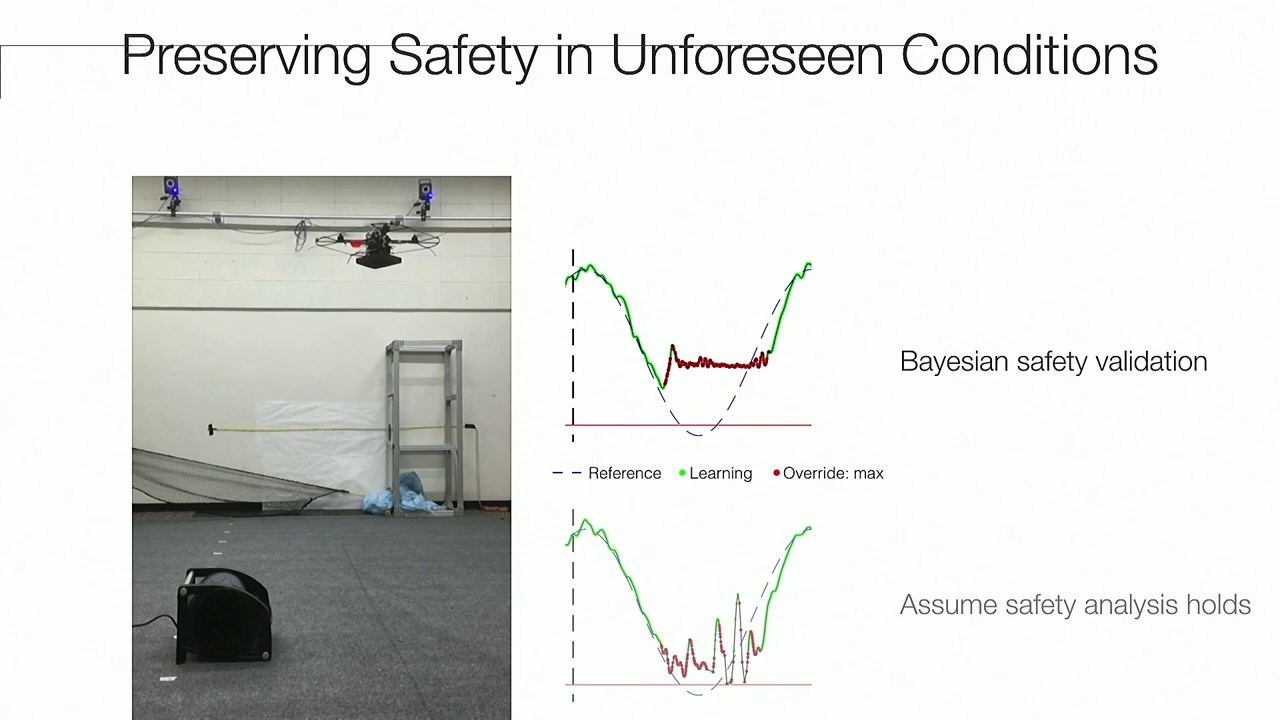 Preserving Safety in Unforeseen Conditions
Bayesian safety validation
Reference Learning Override: max
Assume safety analysis holds